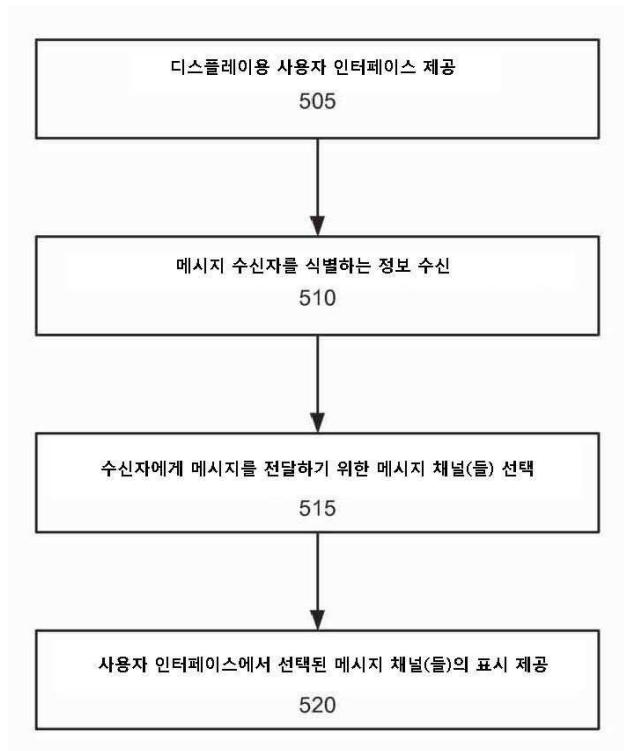 디스플레이용 사용자 인터페이스 제공
505
메시지 수신자를 식별하는 정보 수신
510
수신자에게 메시지를 전달하기 위한 메시지 채널(들) 선택
515
사용자 인터페이스에서 선택된 메시지 채널(들)의 표시 제공
520